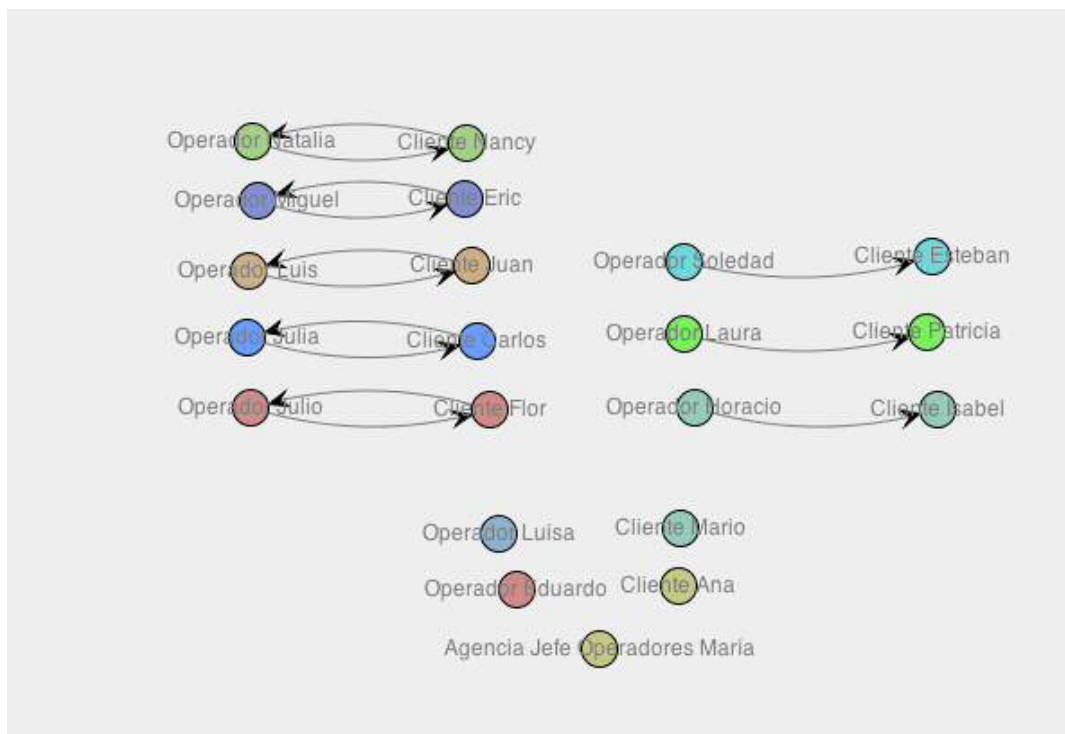 Operador Natalia
Cliente Nancy
Operador Miguel
Cliente Eric
Operador Luis
Cliente Juan
Operador Julia
Cliente Carlos
Operador Julio
Cliente Flor
Operador Soledad
Cliente Esteban
Operador Laura
Cliente Patricia
Operador Horacio
Cliente Isabel
Operador Luisa
Cliente Mario
Operador Eduardo
Cliente Ana
Agencia Jefe Operadores María